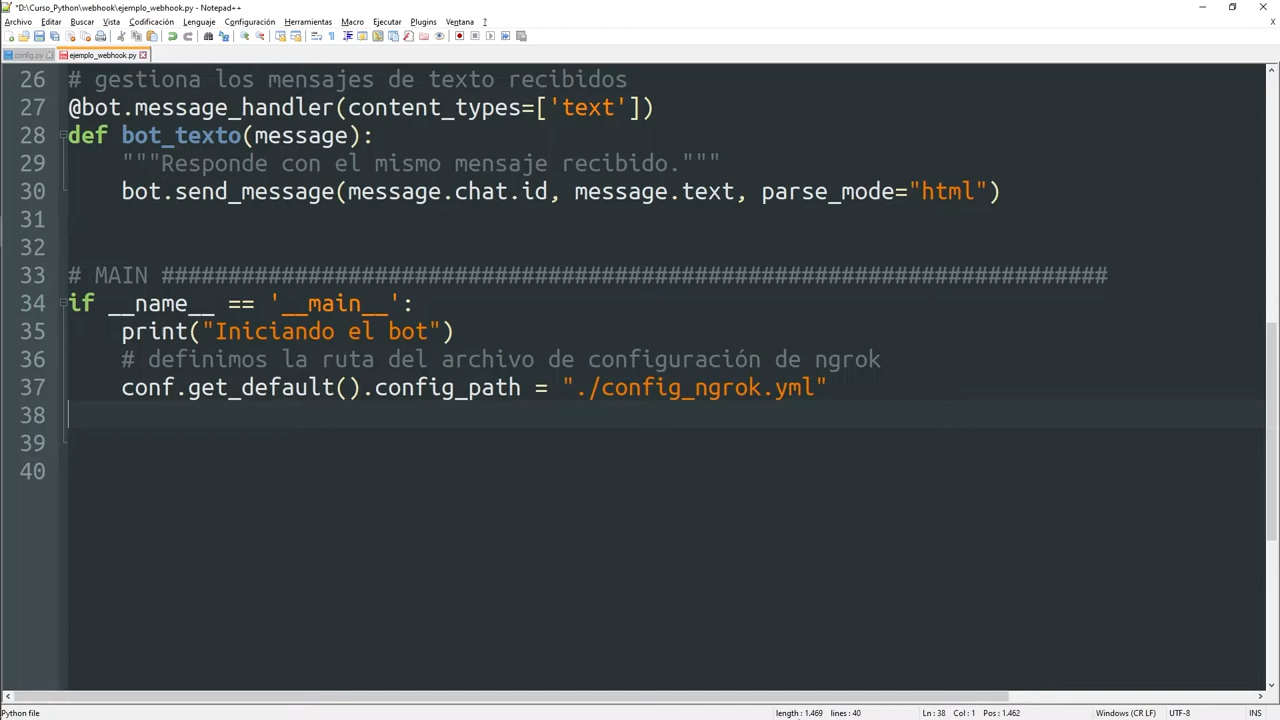 *D:\Curso_Python\webhook\ejemplo_webhook.py - Notepad++
Archivo Editar Buscar Vista Codificación Lenguaje Configuración Herramientas Macro Ejecutar Plugins Ventana ?
config.py ejemplo_webhook.py
26 # gestiona los mensajes de texto recibidos
27 @bot.message_handler(content_types=['text'])
28 def bot_texto(message):
29 """Responde con el mismo mensaje recibido."""
30 bot.send_message(message.chat.id, message.text, parse_mode="html")
31
32
33 # MAIN #######################################################################
34 if __name__ == '__main__':
35 print("Iniciando el bot")
36 # definimos la ruta del archivo de configuración de ngrok
37 conf.get_default().config_path = "./config_ngrok.yml"
38
39
40
Python file length : 1.469 lines : 40 Ln : 38 Col : 1 Pos : 1.462 Windows (CR LF) UTF-8 INS